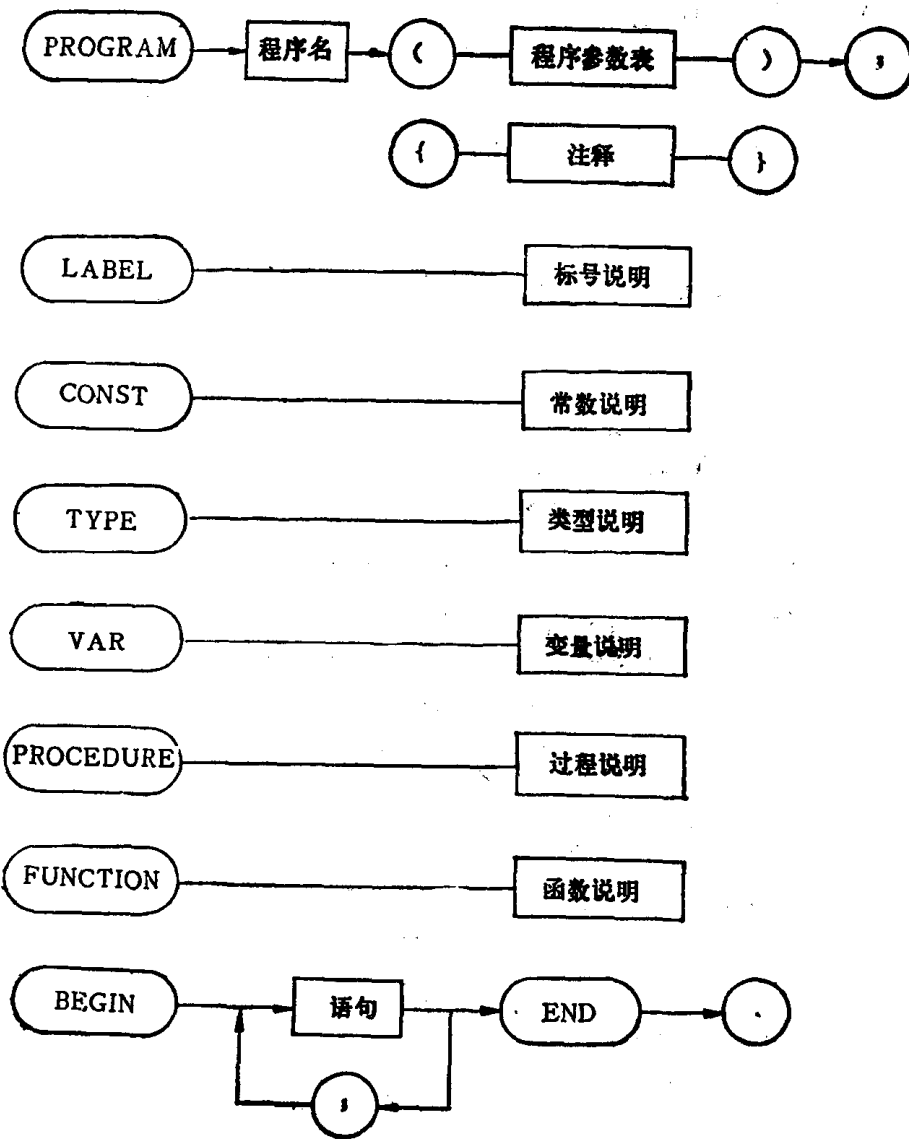 PROGRAM 程序名 ( 程序参数表 ) ;
{ 注释 }
LABEL 标号说明
CONST 常数说明
TYPE 类型说明
VAR 变量说明
PROCEDURE 过程说明
FUNCTION 函数说明
BEGIN 语句 END .
;